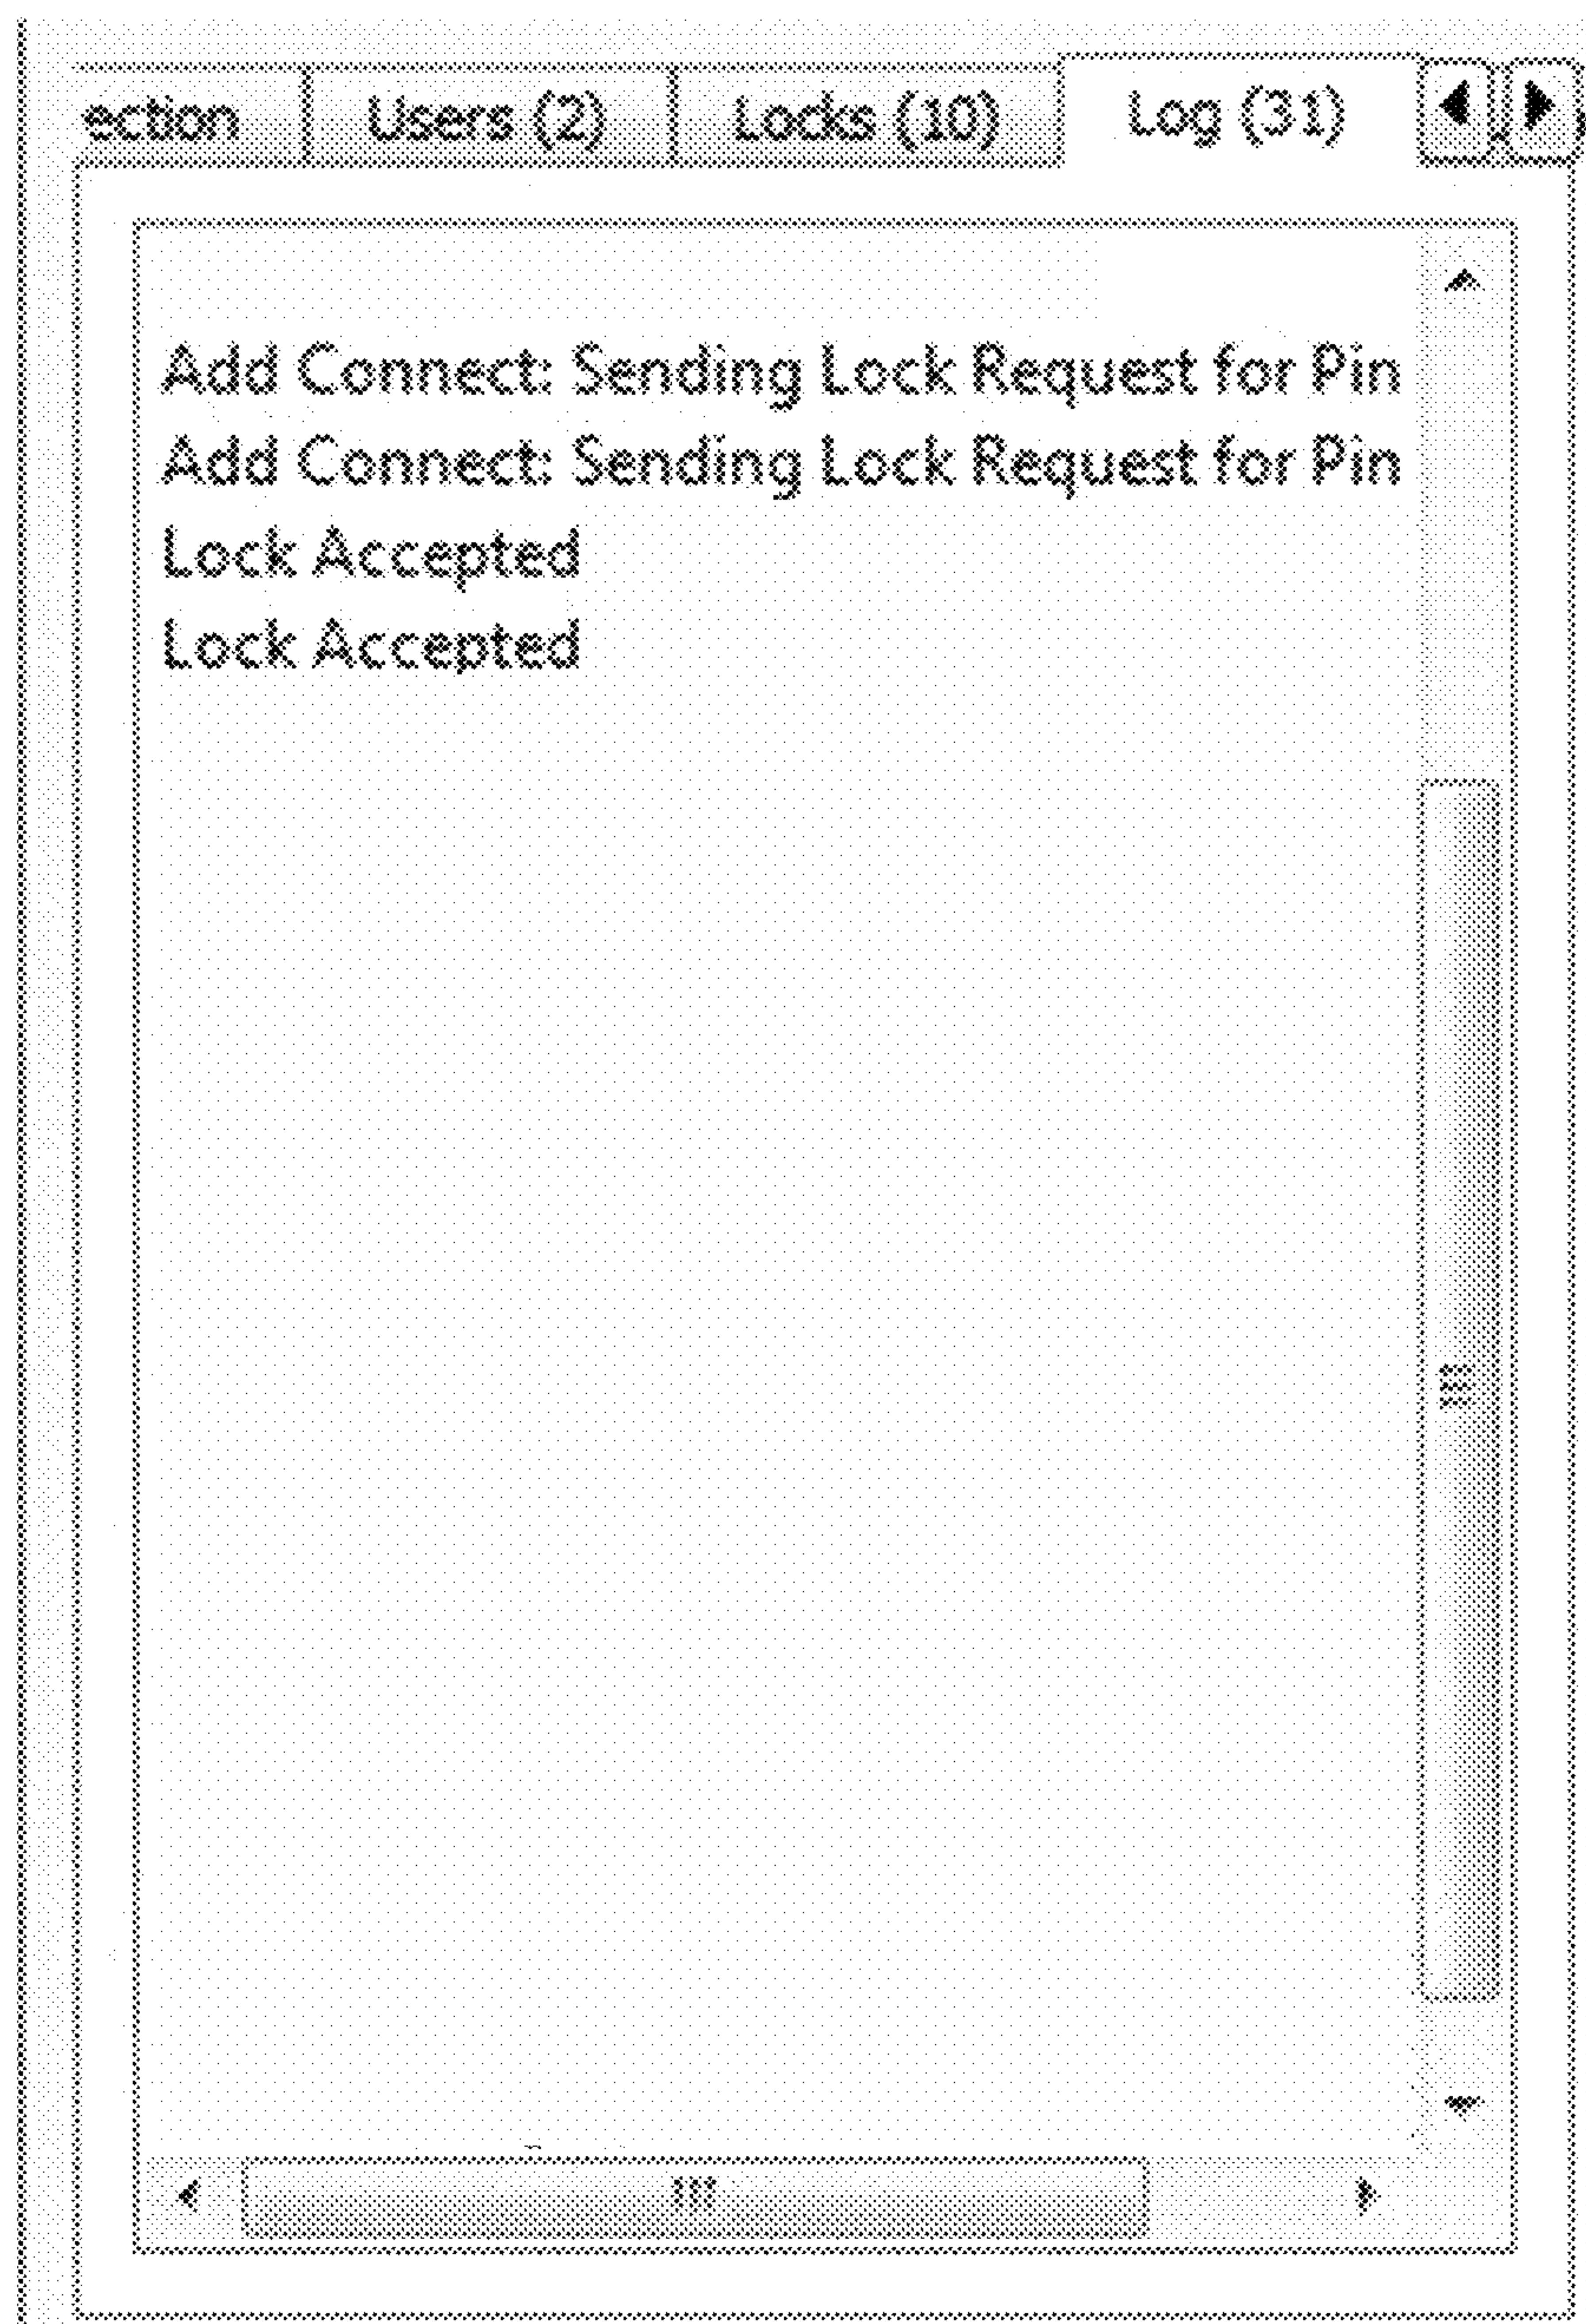 ection Users (2) Locks (10) Log (31)
Add Connect: Sending Lock Request for Pin
Add Connect: Sending Lock Request for Pin
Lock Accepted
Lock Accepted